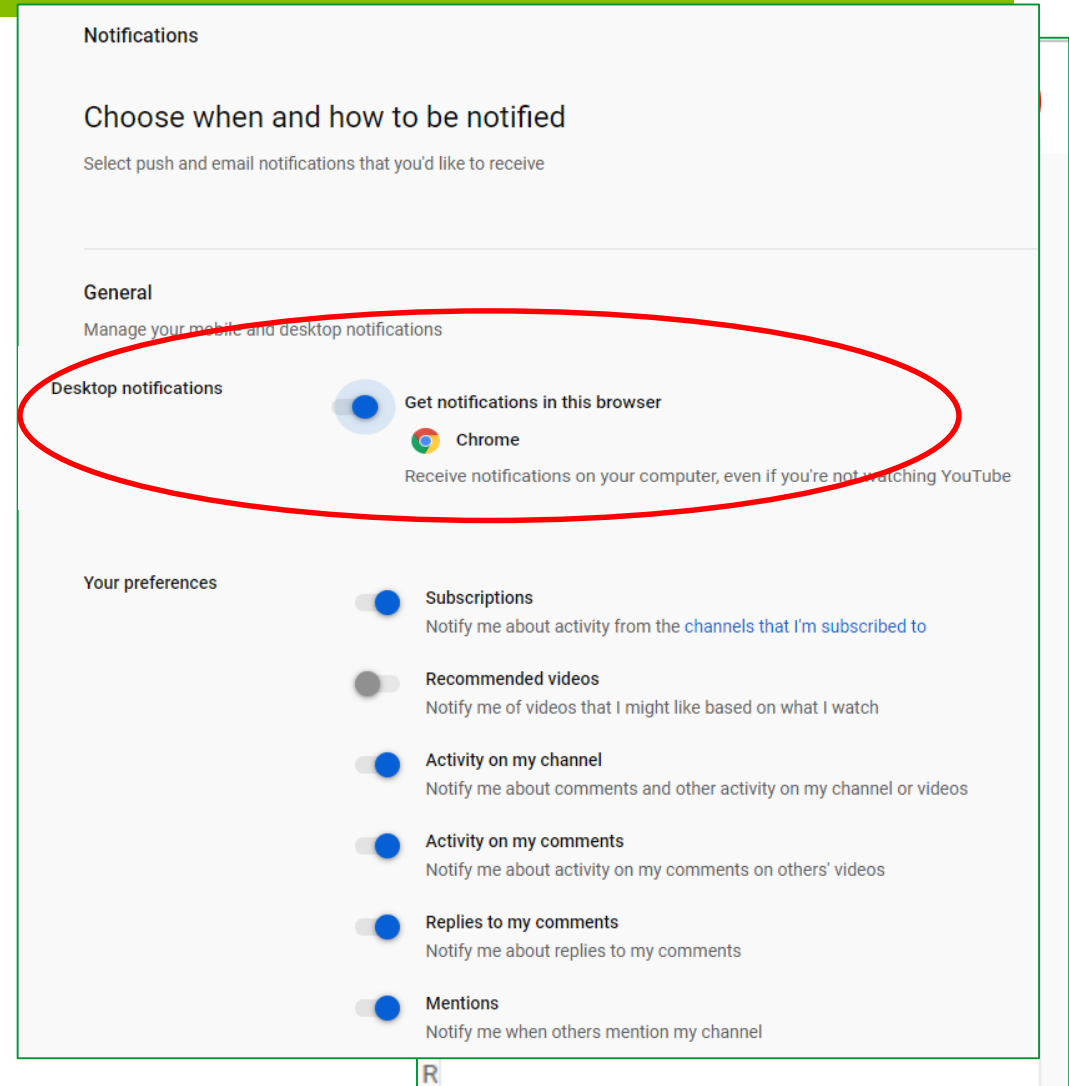 Notifications
Choose when and how to be notified
Select push and email notifications that you'd like to receive
General
Manage your mobile and desktop notifications
Desktop notifications
Get notifications in this browser
Chrome
Receive notifications on your computer, even if you're not watching YouTube
Your preferences
Subscriptions
Notify me about activity from the channels that I'm subscribed to
Recommended videos
Notify me of videos that I might like based on what I watch
Activity on my channel
Notify me about comments and other activity on my channel or videos
Activity on my comments
Notify me about activity on my comments on others' videos
Replies to my comments
Notify me about replies to my comments
Mentions
Notify me when others mention my channel
R